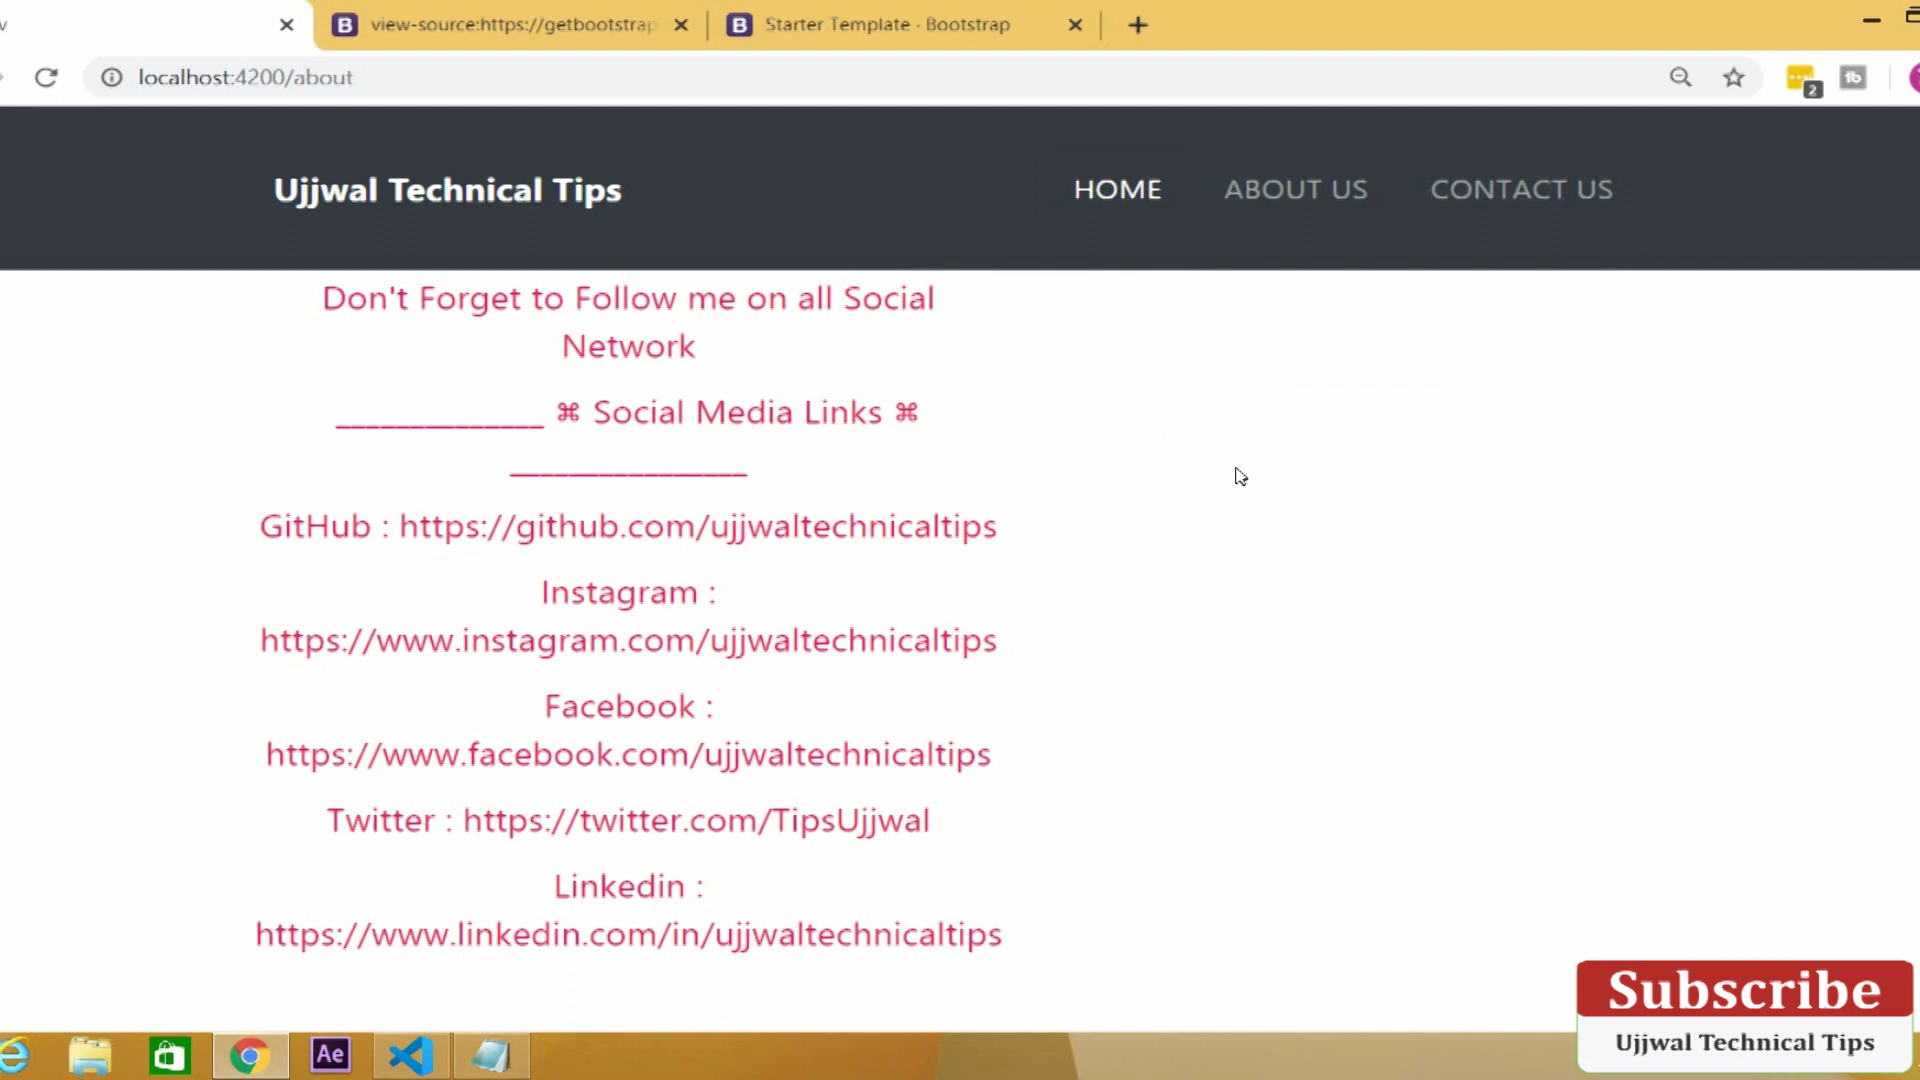 view-source:https://getbootstrap
Starter Template · Bootstrap
localhost:4200/about
2
Ujjwal Technical Tips
HOME
ABOUT US
CONTACT US
Don't Forget to Follow me on all Social
Network
______________ ⌘ Social Media Links ⌘
________________
GitHub : https://github.com/ujjwaltechnicaltips
Instagram :
https://www.instagram.com/ujjwaltechnicaltips
Facebook :
https://www.facebook.com/ujjwaltechnicaltips
Twitter : https://twitter.com/TipsUjjwal
Linkedin :
https://www.linkedin.com/in/ujjwaltechnicaltips
Subscribe
Ujjwal Technical Tips
Ae